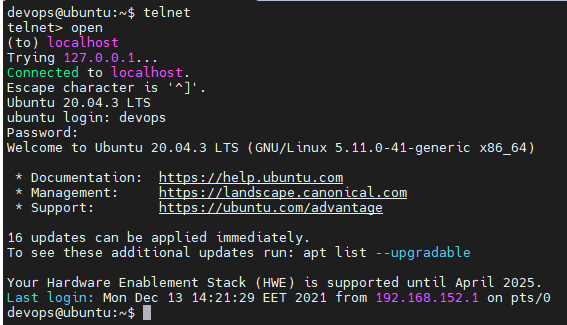 devops@ubuntu:~$ telnet
telnet> open
(to) localhost
Trying 127.0.0.1...
Connected to localhost.
Escape character is '^]'.
Ubuntu 20.04.3 LTS
ubuntu login: devops
Password:
Welcome to Ubuntu 20.04.3 LTS (GNU/Linux 5.11.0-41-generic x86_64)
* Documentation:  https://help.ubuntu.com
* Management:     https://landscape.canonical.com
* Support:        https://ubuntu.com/advantage
16 updates can be applied immediately.
To see these additional updates run: apt list --upgradable
Your Hardware Enablement Stack (HWE) is supported until April 2025.
Last login: Mon Dec 13 14:21:29 EET 2021 from 192.168.152.1 on pts/0
devops@ubuntu:~$